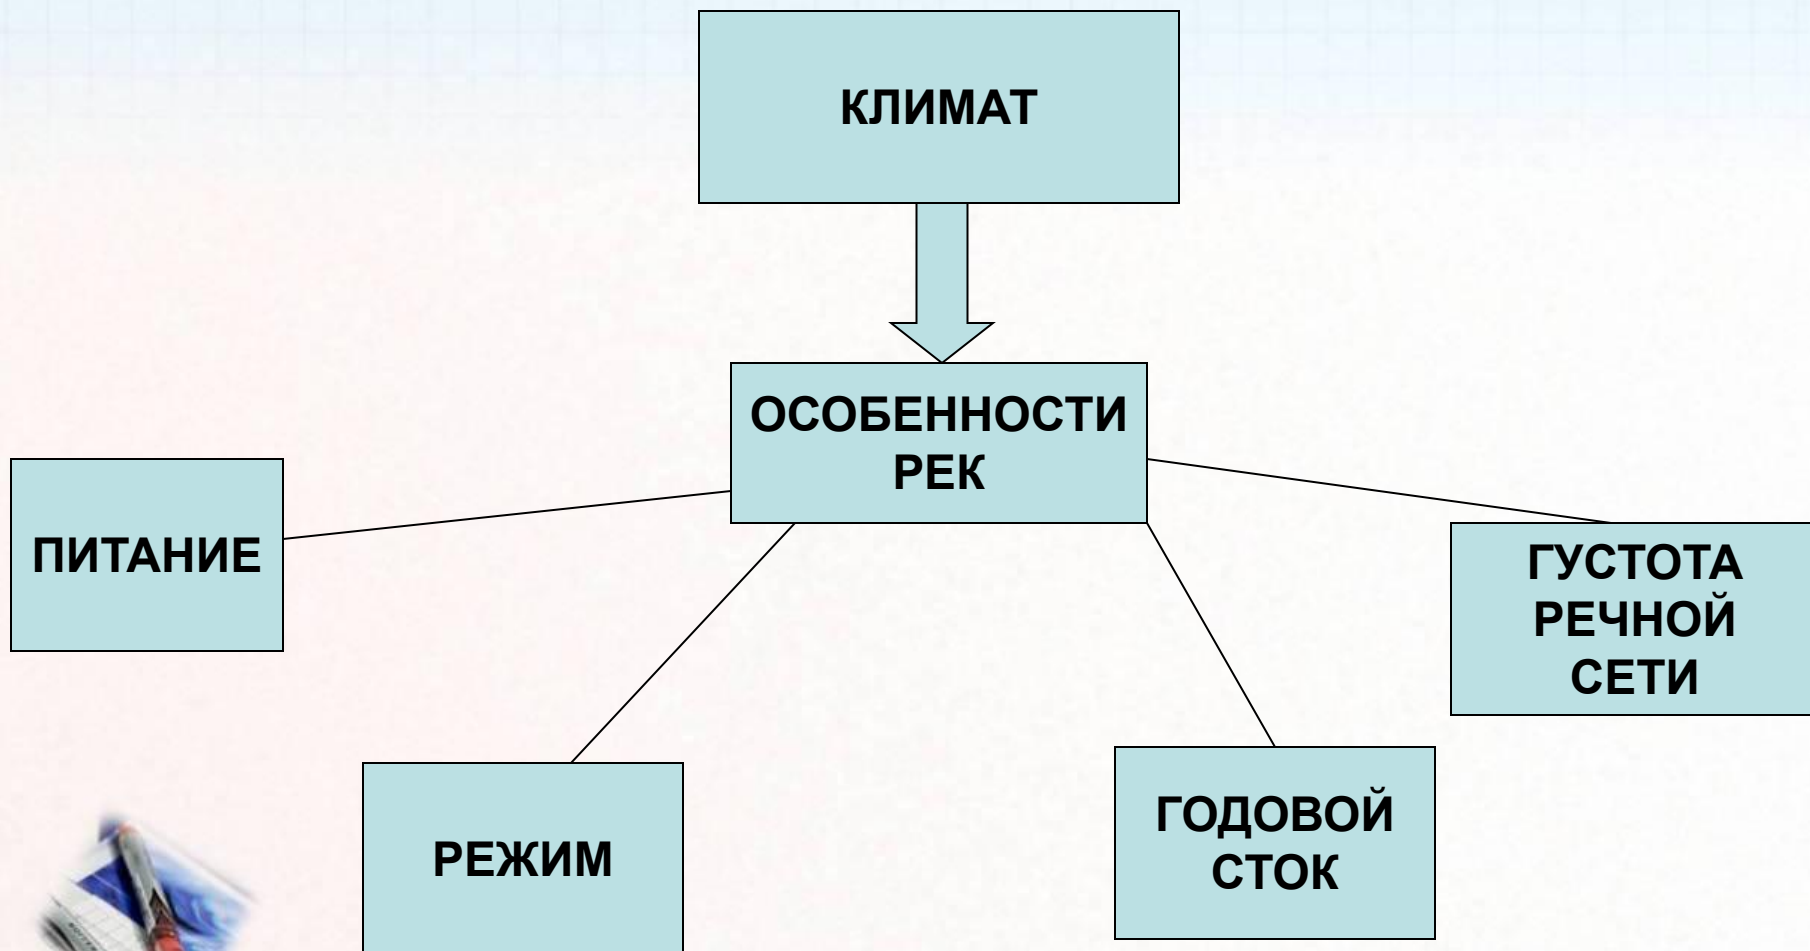 КЛИМАТ
ОСОБЕННОСТИ
РЕК
ПИТАНИЕ
ГУСТОТА
РЕЧНОЙ
СЕТИ
РЕЖИМ
ГОДОВОЙ
СТОК